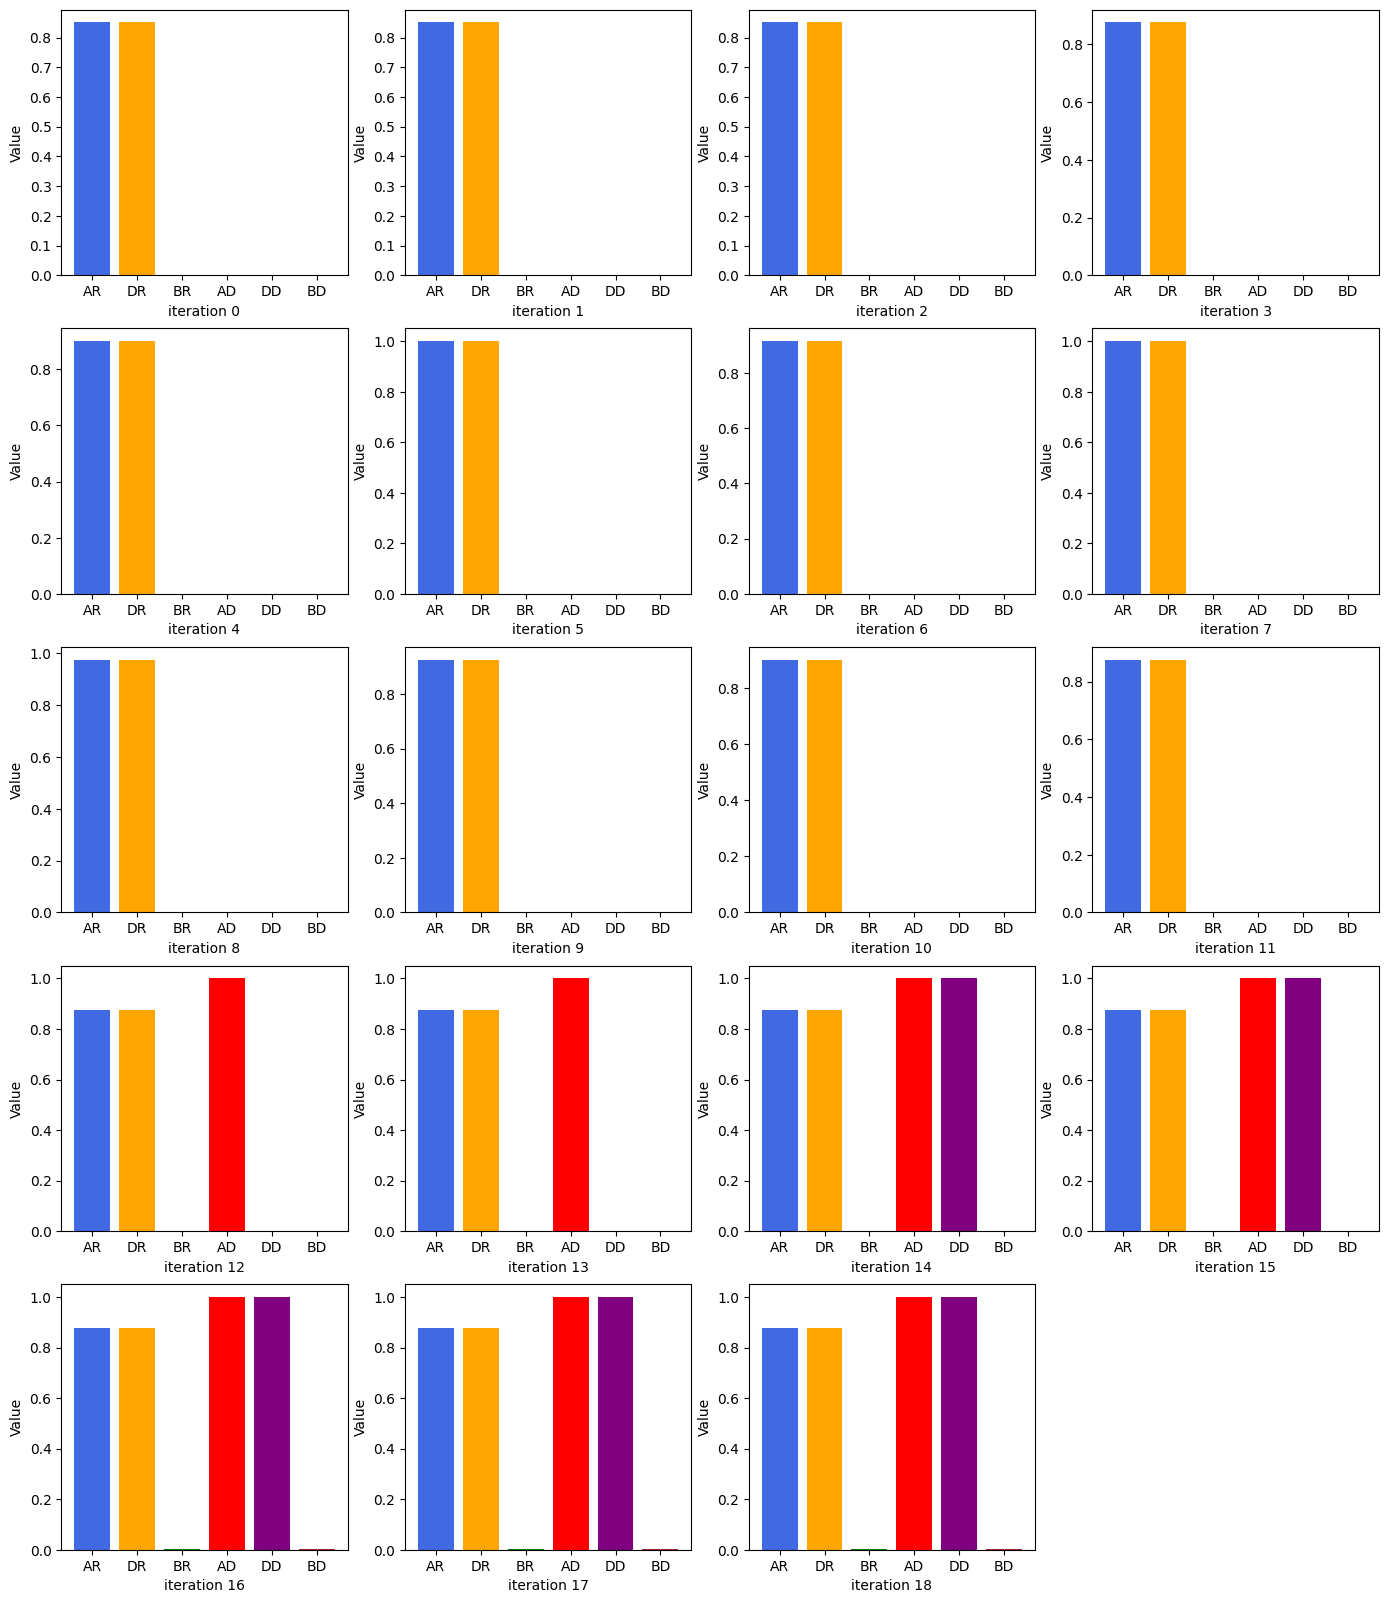 Value
0.8
0.7
0.6
0.5
0.4
0.3
0.2
0.1
0.0
AR DR BR AD DD BD
iteration 0
Value
0.8
0.7
0.6
0.5
0.4
0.3
0.2
0.1
0.0
AR DR BR AD DD BD
iteration 1
Value
0.8
0.7
0.6
0.5
0.4
0.3
0.2
0.1
0.0
AR DR BR AD DD BD
iteration 2
Value
0.8
0.6
0.4
0.2
0.0
AR DR BR AD DD BD
iteration 3
Value
0.8
0.6
0.4
0.2
0.0
AR DR BR AD DD BD
iteration 4
Value
1.0
0.8
0.6
0.4
0.2
0.0
AR DR BR AD DD BD
iteration 5
Value
0.8
0.6
0.4
0.2
0.0
AR DR BR AD DD BD
iteration 6
Value
1.0
0.8
0.6
0.4
0.2
0.0
AR DR BR AD DD BD
iteration 7
Value
1.0
0.8
0.6
0.4
0.2
0.0
AR DR BR AD DD BD
iteration 8
Value
0.8
0.6
0.4
0.2
0.0
AR DR BR AD DD BD
iteration 9
Value
0.8
0.6
0.4
0.2
0.0
AR DR BR AD DD BD
iteration 10
Value
0.8
0.6
0.4
0.2
0.0
AR DR BR AD DD BD
iteration 11
Value
1.0
0.8
0.6
0.4
0.2
0.0
AR DR BR AD DD BD
iteration 12
Value
1.0
0.8
0.6
0.4
0.2
0.0
AR DR BR AD DD BD
iteration 13
Value
1.0
0.8
0.6
0.4
0.2
0.0
AR DR BR AD DD BD
iteration 14
Value
1.0
0.8
0.6
0.4
0.2
0.0
AR DR BR AD DD BD
iteration 15
Value
1.0
0.8
0.6
0.4
0.2
0.0
AR DR BR AD DD BD
iteration 16
Value
1.0
0.8
0.6
0.4
0.2
0.0
AR DR BR AD DD BD
iteration 17
Value
1.0
0.8
0.6
0.4
0.2
0.0
AR DR BR AD DD BD
iteration 18